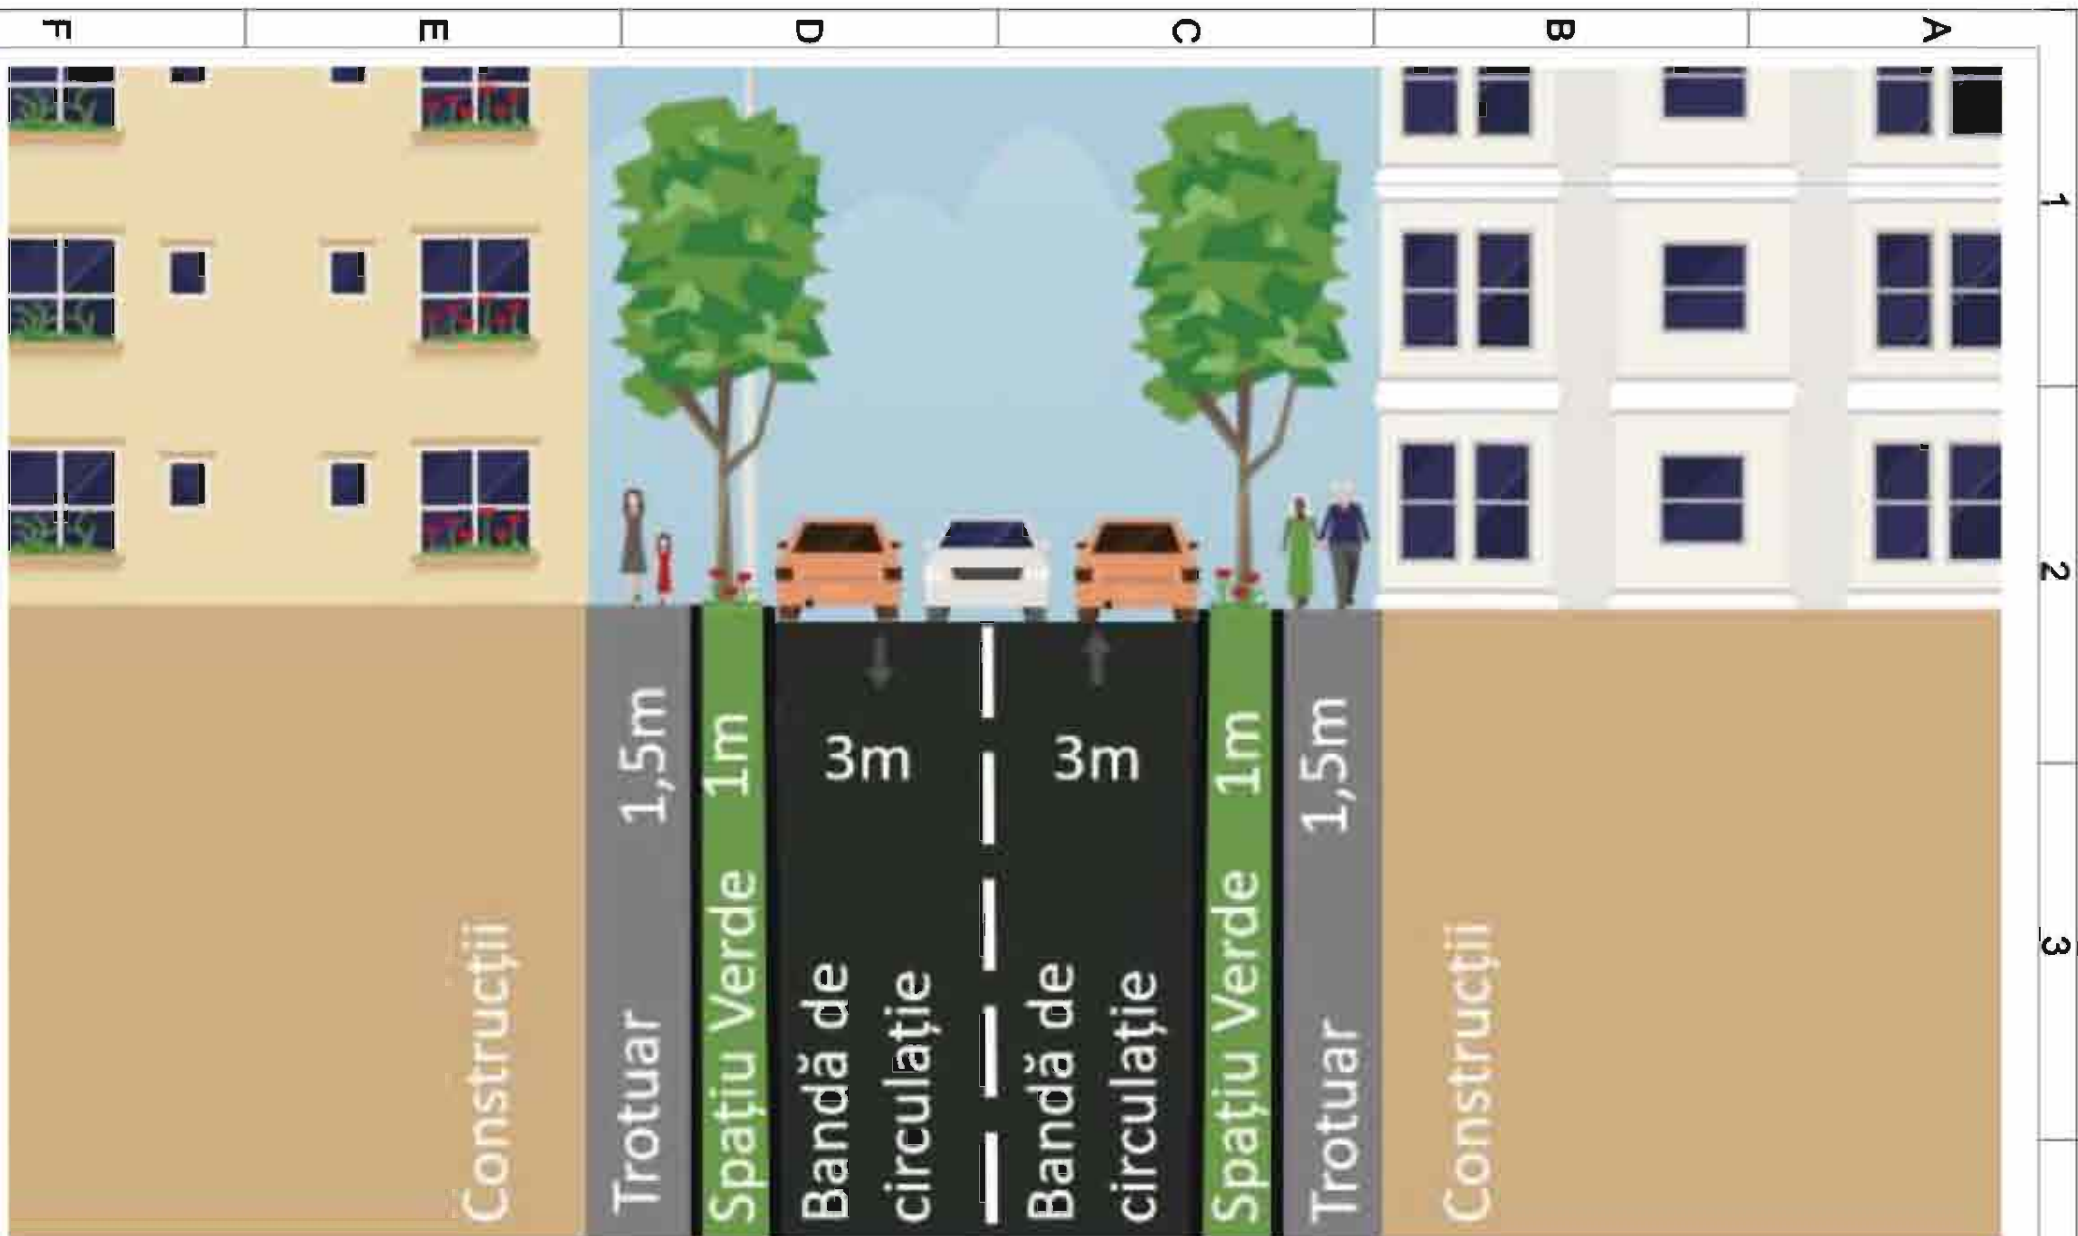 F E D C B A
1
2
3
1,5m
1m
3m
3m
1m
1,5m
Construcții
Trotuar
Spațiu Verde
Bandă de
circulație
Bandă de
circulație
Spațiu Verde
Trotuar
Construcții